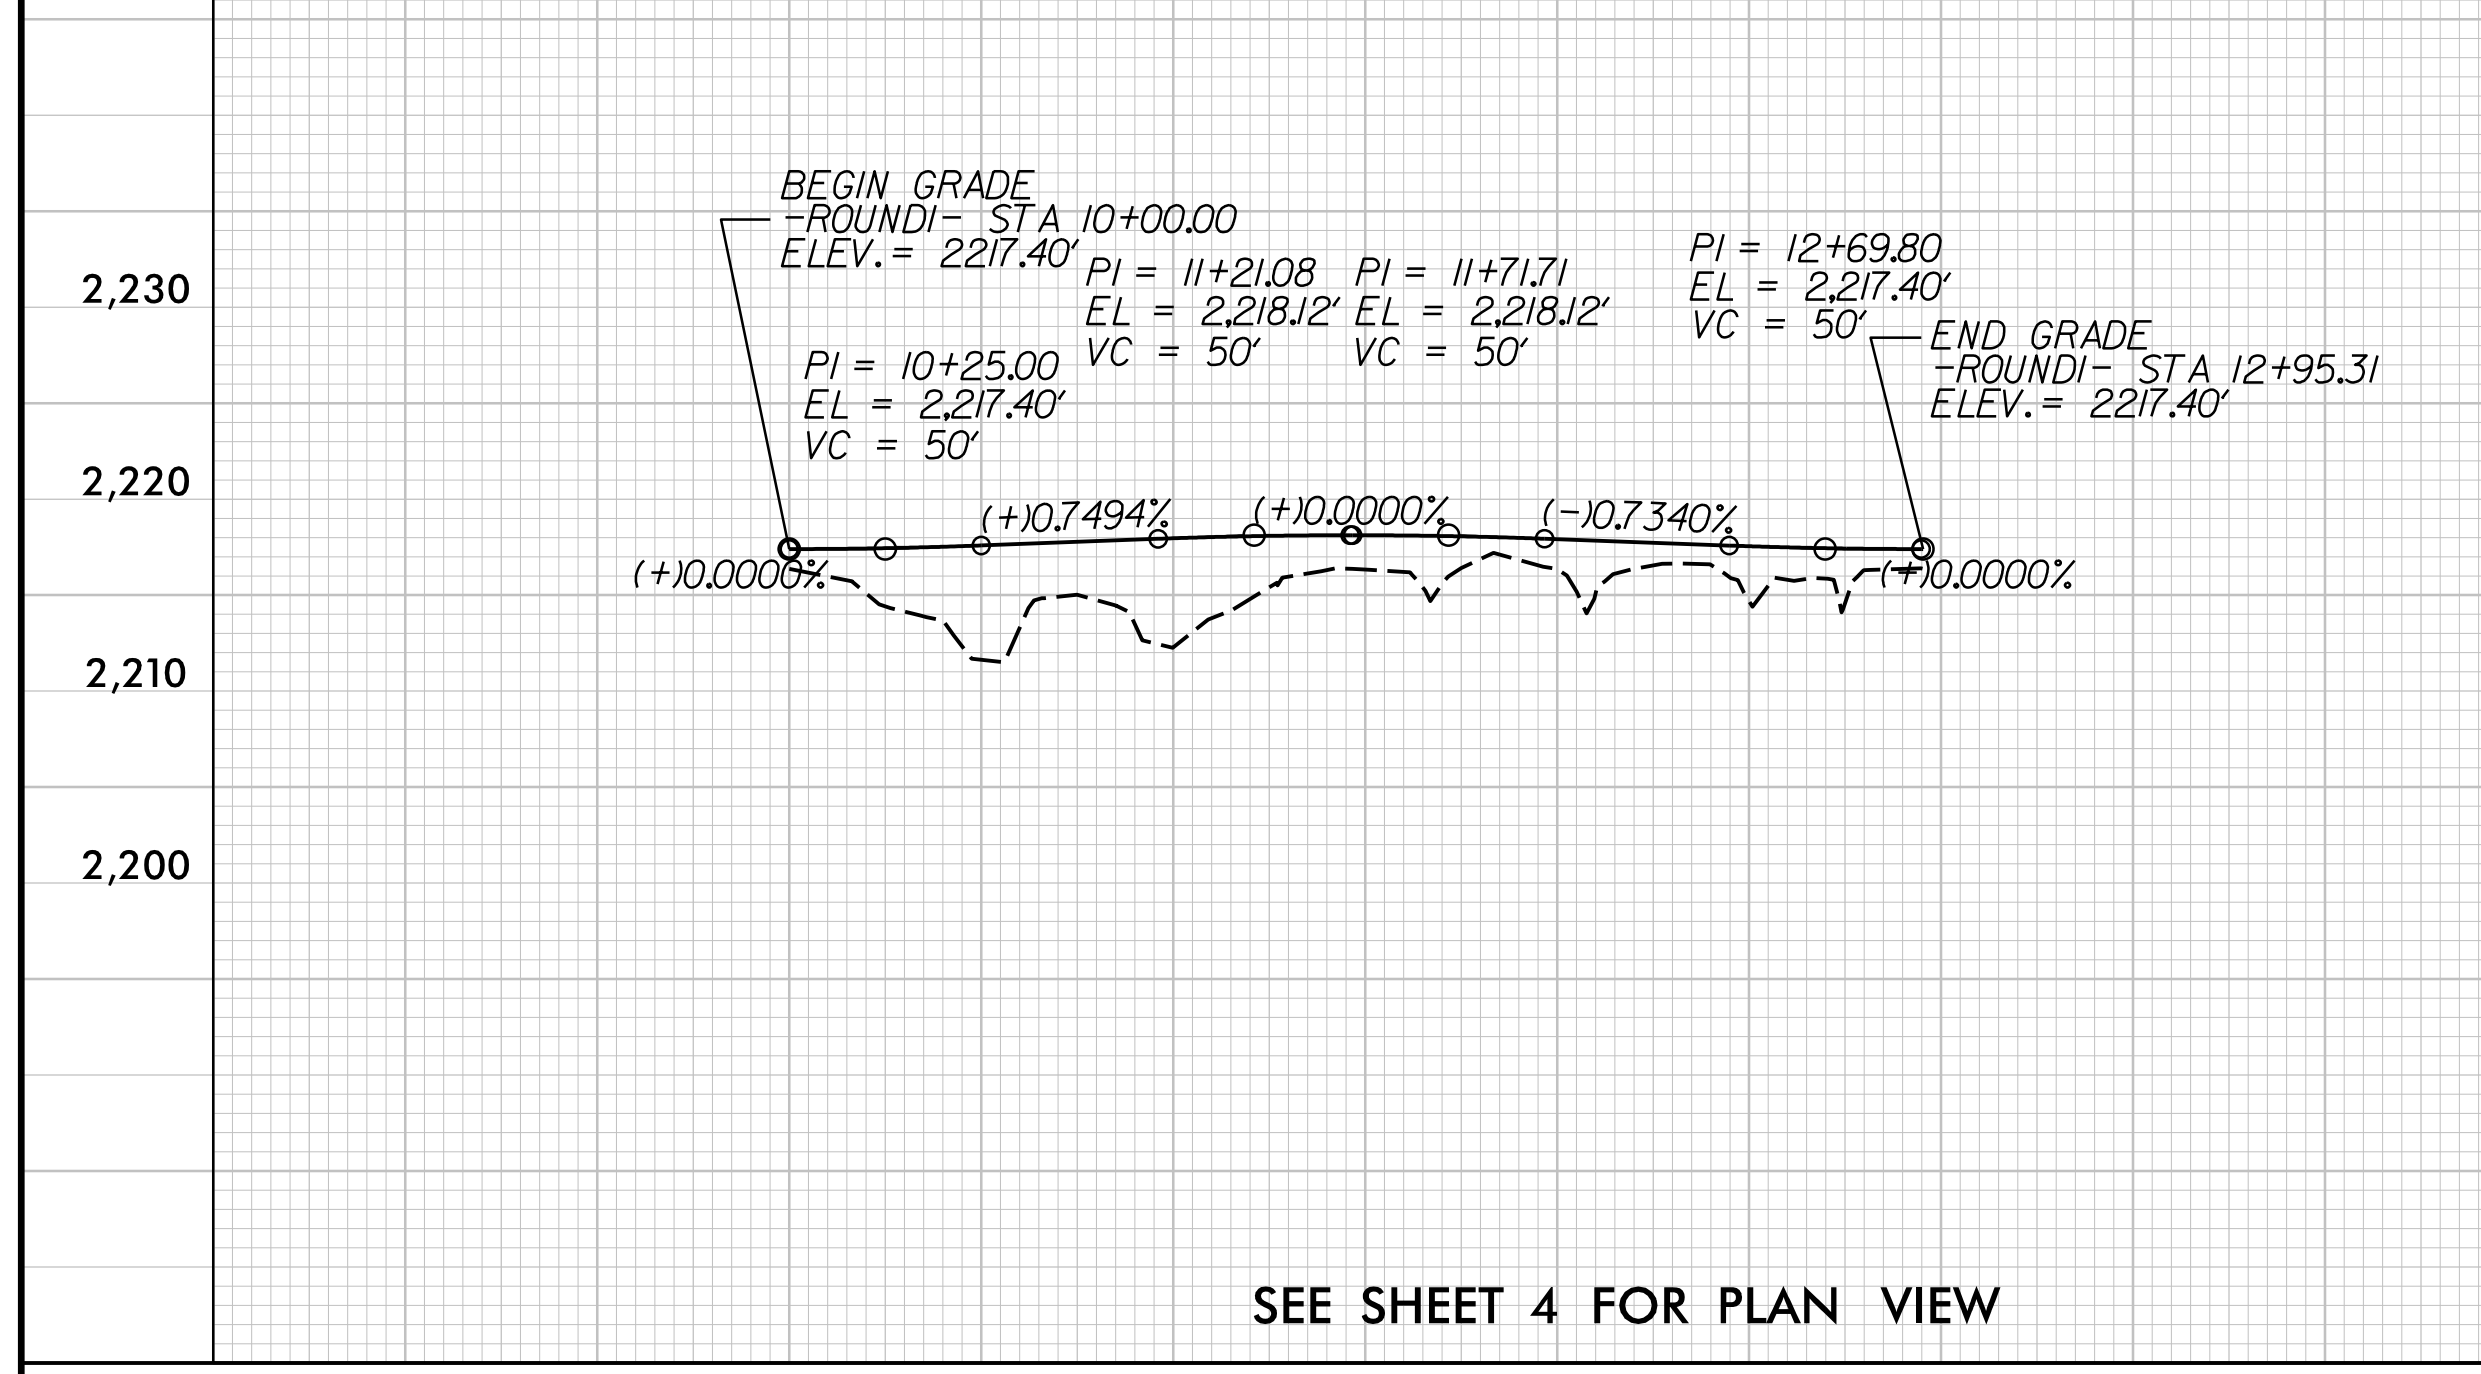 BEGIN GRADE
-ROUND1- STA 10+00.00
ELEV. = 2217.40'
PI = 10+25.00
EL = 2,217.40'
VC = 50'
PI = 11+21.08
EL = 2,218.12'
VC = 50'
PI = 11+71.71
EL = 2,218.12'
VC = 50'
PI = 12+69.80
EL = 2,217.40'
VC = 50'
END GRADE
-ROUND1- STA 12+95.31
ELEV. = 2217.40'
2,230
2,220
2,210
2,200
(+)0.0000%
(+)0.7494%
(+)0.0000%
(-)0.7340%
(+)0.0000%
SEE SHEET 4 FOR PLAN VIEW